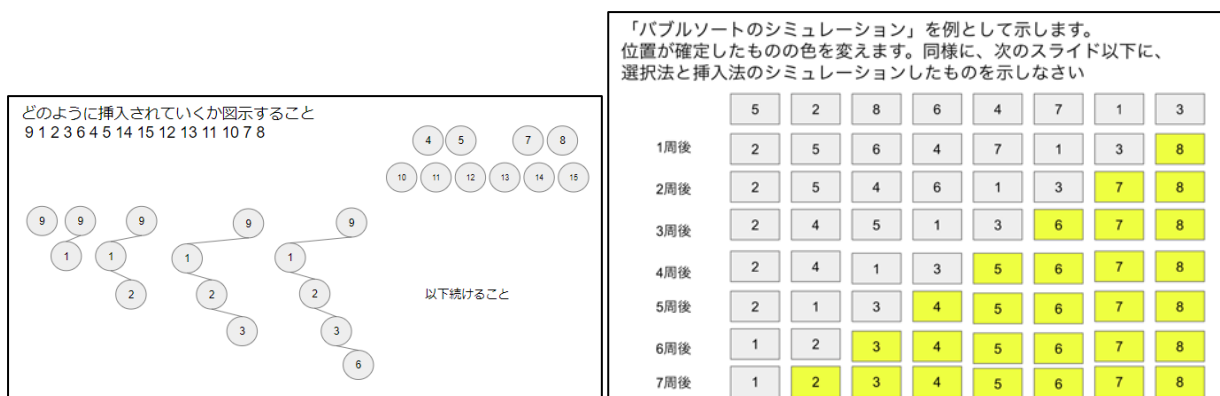 どのように挿入されていくか図示すること
9 1 2 3 6 4 5 14 15 12 13 11 10 7 8
4 5 7 8
10 11 12 13 14 15
9 9 9 9 9
1 1 1 1
2 2 2
3 3
6
以下続けること
「バブルソートのシミュレーション」を例として示します。
位置が確定したものの色を変えます。同様に、次のスライド以下に、
選択法と挿入法のシミュレーションしたものを示しなさい
5 2 8 6 4 7 1 3
1周後 2 5 6 4 7 1 3 8
2周後 2 5 4 6 1 3 7 8
3周後 2 4 5 1 3 6 7 8
4周後 2 4 1 3 5 6 7 8
5周後 2 1 3 4 5 6 7 8
6周後 1 2 3 4 5 6 7 8
7周後 1 2 3 4 5 6 7 8